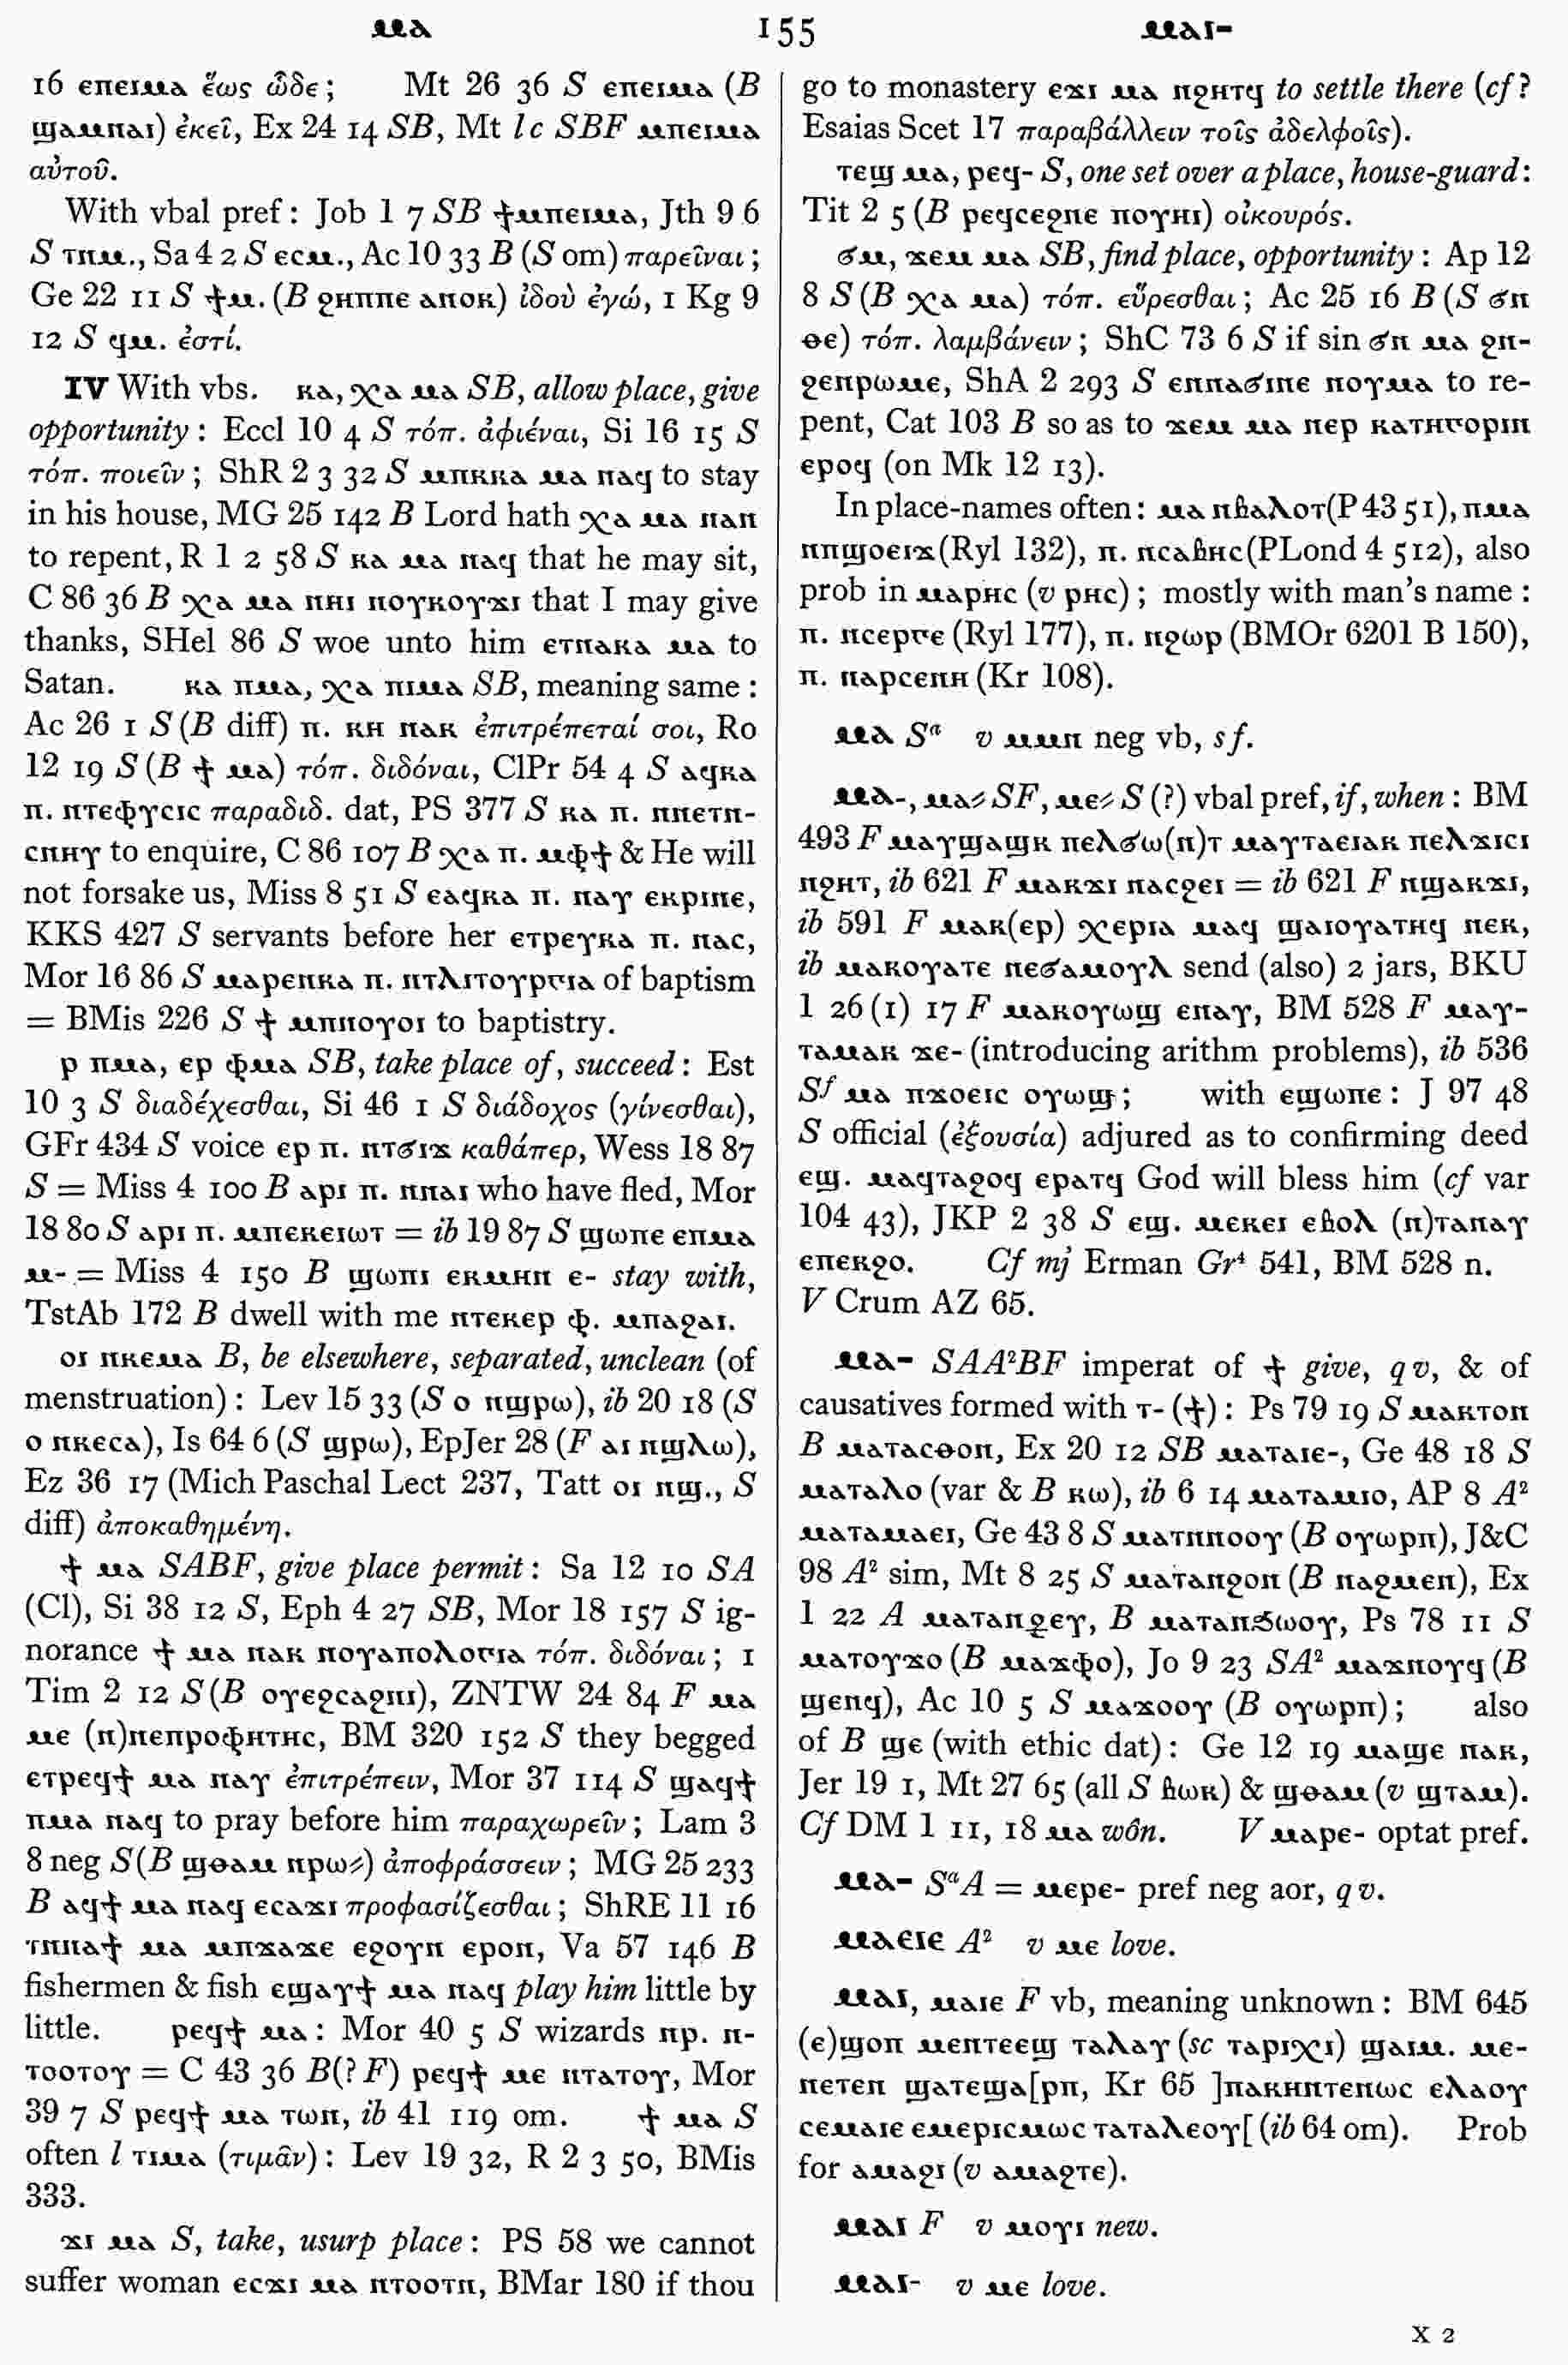 ⲙⲁ 155 ⲙⲁⲓ-
16 ⲉⲡⲉⲓⲙⲁ ἕως ὧδε; Mt 26 36 S ⲉⲡⲉⲓⲙⲁ (B
ϣⲁⲙⲛⲁⲓ) ἐκεῖ, Ex 24 14 SB, Mt l c SBF ⲙⲡⲉⲓⲙⲁ
αὐτοῦ.
With vbal pref: Job 1 7 SB ϯⲙⲡⲉⲓⲙⲁ, Jth 9 6
S ⲧⲛⲙ., Sa 4 2 S ⲉⲥⲙ., Ac 10 33 B (S om) παρεῖναι;
Ge 22 11 S ϯⲙ. (B ϩⲏⲡⲡⲉ ⲁⲛⲟⲕ) ἰδοὺ ἐγώ, 1 Kg 9
12 S ϥⲙ. ἐστί.
IV With vbs. ⲕⲁ, ⲭⲁ ⲙⲁ SB, allow place, give
opportunity: Eccl 10 4 S τόπ. ἀφιέναι, Si 16 15 S
τόπ. ποιεῖν; ShR 2 3 32 S ⲙⲡⲕⲕⲁ ⲙⲁ ⲛⲁϥ to stay
in his house, MG 25 142 B Lord hath ⲭⲁ ⲙⲁ ⲛⲁⲛ
to repent, R 1 2 58 S ⲕⲁ ⲙⲁ ⲛⲁϥ that he may sit,
C 86 36 B ⲭⲁ ⲙⲁ ⲛⲏⲓ ⲛⲟⲩⲕⲟⲩϫⲓ that I may give
thanks, SHel 86 S woe unto him ⲉⲧⲛⲁⲕⲁ ⲙⲁ to
Satan. ⲕⲁ ⲡⲙⲁ, ⲭⲁ ⲡⲓⲙⲁ SB, meaning same:
Ac 26 1 S (B diff) ⲡ. ⲕⲏ ⲛⲁⲕ ἐπιτρέπεταί σοι, Ro
12 19 S (B ϯ ⲙⲁ) τόπ. διδόναι, ClPr 54 4 S ⲁϥⲕⲁ
ⲡ. ⲛⲧⲉⲫⲩⲥⲓⲥ παραδιδ. dat, PS 377 S ⲕⲁ ⲡ. ⲛⲛⲉⲧⲛ-
ⲥⲛⲏⲩ to enquire, C 86 107 B ⲭⲁ ⲡ. ⲙⲫϯ & He will
not forsake us, Miss 8 51 S ⲉⲁϥⲕⲁ ⲡ. ⲛⲁⲩ ⲉⲕⲣⲓⲛⲉ,
KKS 427 S servants before her ⲉⲧⲣⲉⲩⲕⲁ ⲡ. ⲛⲁⲥ,
Mor 16 86 S ⲙⲁⲣⲉⲛⲕⲁ ⲡ. ⲛⲧⲗⲓⲧⲟⲩⲣⲅⲓⲁ of baptism
= BMis 226 S ϯ ⲙⲡⲛⲟⲩⲟⲓ to baptistry.
ⲣ ⲡⲙⲁ, ⲉⲣ ⲫⲙⲁ SB, take place of, succeed: Est
10 3 S διαδέχεσθαι, Si 46 1 S διάδοχος (γίνεσθαι),
GFr 434 S voice ⲉⲣ ⲡ. ⲛⲧϭⲓϫ καθάπερ, Wess 18 87
S = Miss 4 100 B ⲁⲣⲓ ⲡ. ⲛⲛⲁⲓ who have fled, Mor
18 80 S ⲁⲣⲓ ⲡ. ⲙⲡⲉⲕⲉⲓⲱⲧ = ib 19 87 S ϣⲱⲡⲉ ⲉⲡⲙⲁ
ⲙ- = Miss 4 150 B ϣⲱⲡⲓ ⲉⲕⲙⲏⲛ ⲉ- stay with,
TstAb 172 B dwell with me ⲛⲧⲉⲕⲉⲣ ⲫ. ⲙⲡⲁϩⲁⲓ.
ⲟⲓ ⲛⲕⲉⲙⲁ B, be elsewhere, separated, unclean (of
menstruation): Lev 15 33 (S ⲟ ⲛϣⲣⲱ), ib 20 18 (S
ⲟ ⲛⲕⲉⲥⲁ), Is 64 6 (S ϣⲣⲱ), EpJer 28 (F ⲁⲓ ⲛϣⲗⲱ),
Ez 36 17 (Mich Paschal Lect 237, Tatt ⲟⲓ ⲛϣ., S
diff) ἀποκαθημένη.
ϯ ⲙⲁ SABF, give place permit: Sa 12 10 SA
(Cl), Si 38 12 S, Eph 4 27 SB, Mor 18 157 S ig-
norance ϯ ⲙⲁ ⲛⲁⲕ ⲛⲟⲩⲁⲡⲟⲗⲟⲅⲓⲁ τόπ. διδόναι; 1
Tim 2 12 S (B ⲟⲩⲉϩⲥⲁϩⲛⲓ), ZNTW 24 84 F ⲙⲁ
ⲙⲉ (ⲛ)ⲛⲉⲡⲣⲟⲫⲏⲧⲏⲥ, BM 320 152 S they begged
ⲉⲧⲣⲉϥϯ ⲙⲁ ⲛⲁⲩ ἐπιτρέπειν, Mor 37 114 S ϣⲁϥϯ
ⲡⲙⲁ ⲛⲁϥ to pray before him παραχωρεῖν; Lam 3
8 neg S (B ϣⲑⲁⲙ ⲛⲣⲱ⸗) ἀποφράσσειν; MG 25 233
B ⲁϥϯ ⲙⲁ ⲛⲁϥ ⲉⲥⲁϫⲓ προφασίζεσθαι; ShRE 11 16
ⲧⲛⲛⲁϯ ⲙⲁ ⲙⲡϫⲁϫⲉ ⲉϩⲟⲩⲛ ⲉⲣⲟⲛ, Va 57 146 B
fishermen & fish ⲉϣⲁⲩϯ ⲙⲁ ⲛⲁϥ play him little by
little. ⲣⲉϥϯ ⲙⲁ: Mor 40 5 S wizards ⲛⲣ. ⲛ-
ⲧⲟⲟⲧⲟⲩ = C 43 36 B(? F) ⲣⲉϥϯ ⲙⲉ ⲛⲧⲁⲧⲟⲩ, Mor
39 7 S ⲣⲉϥϯ ⲙⲁ ⲧⲱⲛ, ib 41 119 om. ϯ ⲙⲁ S
often l ⲧⲓⲙⲁ (τιμᾶν): Lev 19 32, R 2 3 50, BMis
333.
ϫⲓ ⲙⲁ S, take, usurp place: PS 58 we cannot
suffer woman ⲉⲥϫⲓ ⲙⲁ ⲛⲧⲟⲟⲧⲛ, BMar 180 if thou
go to monastery ⲉϫⲓ ⲙⲁ ⲛϩⲏⲧϥ to settle there (cf?
Esaias Scet 17 παραβάλλειν τοῖς ἀδελφοῖς).
ⲧⲉϣ ⲙⲁ, ⲣⲉϥ- S, one set over a place, house-guard:
Tit 2 5 (B ⲣⲉϥⲥⲉϩⲛⲉ ⲡⲟⲩⲏⲓ) οἰκουρός.
ϭⲙ, ϫⲉⲙ ⲙⲁ SB, find place, opportunity: Ap 12
8 S (B ⲭⲁ ⲙⲁ) τόπ. εὕρεσθαι; Ac 25 16 B (S ϭⲛ
ⲑⲉ) τόπ. λαμβάνειν; ShC 73 6 S if sin ϭⲛ ⲙⲁ ϩⲛ-
ϩⲉⲛⲣⲱⲙⲉ, ShA 2 293 S ⲉⲛⲛⲁϭⲓⲛⲉ ⲛⲟⲩⲙⲁ to re-
pent, Cat 103 B so as to ϫⲉⲙ ⲙⲁ ⲛⲉⲣ ⲕⲁⲧⲏⲅⲟⲣⲓⲛ
ⲉⲣⲟϥ (on Mk 12 13).
In place-names often: ⲙⲁ ⲛⲃⲁⲗⲟⲧ (P 43 51), ⲡⲙⲁ
ⲛⲡϣⲟⲉⲓϫ (Ryl 132), ⲡ. ⲛⲥⲁⲃⲏⲥ (PLond 4 512), also
prob in ⲙⲁⲣⲏⲥ (v ⲣⲏⲥ); mostly with man's name:
ⲡ. ⲛⲥⲉⲣⲅⲉ (Ryl 177), ⲡ. ⲛϩⲱⲣ (BMOr 6201 B 150),
ⲡ. ⲡⲁⲣⲥⲉⲛⲏ (Kr 108).
ⲙⲁ Sᵃ v ⲙⲙⲛ neg vb, s f.
ⲙⲁ-, ⲙⲁ⸗ SF, ⲙⲉ⸗ S (?) vbal pref, if, when: BM
493 F ⲙⲁⲩϣⲁϣⲕ ⲛⲉⲗϭⲱ(ⲛ)ⲧ ⲙⲁⲩⲧⲁⲉⲓⲁⲕ ⲛⲉⲗϫⲓⲥⲓ
ⲛϩⲏⲧ, ib 621 F ⲙⲁⲕϫⲓ ⲛⲁⲥϩⲉⲓ = ib 621 F ⲛϣⲁⲕϫⲓ,
ib 591 F ⲙⲁⲕ(ⲉⲣ) ⲭⲉⲣⲓⲁ ⲙⲁϥ ϣⲁⲓⲟⲩⲁⲧⲏϥ ⲛⲉⲕ,
ib ⲙⲁⲕⲟⲩⲁⲧⲉ ⲡⲉϭⲁⲙⲟⲩⲗ send (also) 2 jars, BKU
1 26 (1) 17 F ⲙⲁⲕⲟⲩⲱϣ ⲉⲛⲁⲩ, BM 528 F ⲙⲁⲩ-
ⲧⲁⲙⲁⲕ ϫⲉ- (introducing arithm problems), ib 536
Sf ⲙⲁ ⲡϫⲟⲉⲓⲥ ⲟⲩⲱϣ; with ⲉϣⲱⲡⲉ: J 97 48
S official (ἐξουσία) adjured as to confirming deed
ⲉϣ. ⲙⲁϥⲧⲁϩⲟϥ ⲉⲣⲁⲧϥ God will bless him (cf var
104 43), JKP 2 38 S ⲉϣ. ⲙⲉⲕⲉⲓ ⲉⲃⲟⲗ (ⲛ)ⲧⲁⲛⲁⲩ
ⲉⲡⲉⲕϩⲟ. Cf mj Erman Gr⁴ 541, BM 528 n.
V Crum AZ 65.
ⲙⲁ- SAA²BF imperat of ϯ give, q v, & of
causatives formed with ⲧ- (ϯ): Ps 79 19 S ⲙⲁⲕⲧⲟⲛ
B ⲙⲁⲧⲁⲥⲑⲟⲛ, Ex 20 12 SB ⲙⲁⲧⲁⲓⲉ-, Ge 48 18 S
ⲙⲁⲧⲁⲗⲟ (var & B ⲕⲱ), ib 6 14 ⲙⲁⲧⲁⲙⲓⲟ, AP 8 A²
ⲙⲁⲧⲁⲙⲁⲉⲓ, Ge 43 8 S ⲙⲁⲧⲛⲛⲟⲟⲩ (B ⲟⲩⲱⲣⲡ), J&C
98 A² sim, Mt 8 25 S ⲙⲁⲧⲁⲛϩⲟⲛ (B ⲛⲁϩⲙⲉⲛ), Ex
1 22 A ⲙⲁⲧⲁⲛϩⲉⲩ, B ⲙⲁⲧⲁⲛϧⲱⲟⲩ, Ps 78 11 S
ⲙⲁⲧⲟⲩϫⲟ (B ⲙⲁϫⲫⲟ), Jo 9 23 SA² ⲙⲁϫⲛⲟⲩϥ (B
ϣⲉⲛϥ), Ac 10 5 S ⲙⲁϫⲟⲟⲩ (B ⲟⲩⲱⲣⲡ); also
of B ϣⲉ (with ethic dat): Ge 12 19 ⲙⲁϣⲉ ⲛⲁⲕ,
Jer 19 1, Mt 27 65 (all S ⲃⲱⲕ) & ϣⲑⲁⲙ (v ϣⲧⲁⲙ).
Cf DM 1 11, 18 ⲙⲁ wôn. V ⲙⲁⲣⲉ- optat pref.
ⲙⲁ- SᵃA = ⲙⲉⲣⲉ- pref neg aor, q v.
ⲙⲁⲉⲓⲉ A² v ⲙⲉ love.
ⲙⲁⲓ, ⲙⲁⲓⲉ F vb, meaning unknown: BM 645
(ⲉ)ϣⲟⲡ ⲙⲉⲛⲧⲉⲉϣ ⲧⲁⲗⲁⲩ (sc ⲧⲁⲣⲓⲭⲓ) ϣⲁⲓⲙ. ⲙⲉ-
ⲛⲉⲧⲉⲛ ϣⲁⲧⲉϣⲁ[ⲣⲡ, Kr 65 ]ⲛⲁⲕⲏⲛⲧⲉⲛⲱⲥ ⲉⲗⲁⲟⲩ
ⲥⲉⲙⲁⲓⲉ ⲉⲙⲉⲣⲓⲥⲙⲱⲥ ⲧⲁⲧⲁⲗⲉⲟⲩ[ (ib 64 om). Prob
for ⲁⲙⲁϩⲓ (v ⲁⲙⲁϩⲧⲉ).
ⲙⲁⲓ F v ⲙⲟⲩⲓ new.
ⲙⲁⲓ- v ⲙⲉ love.
X 2